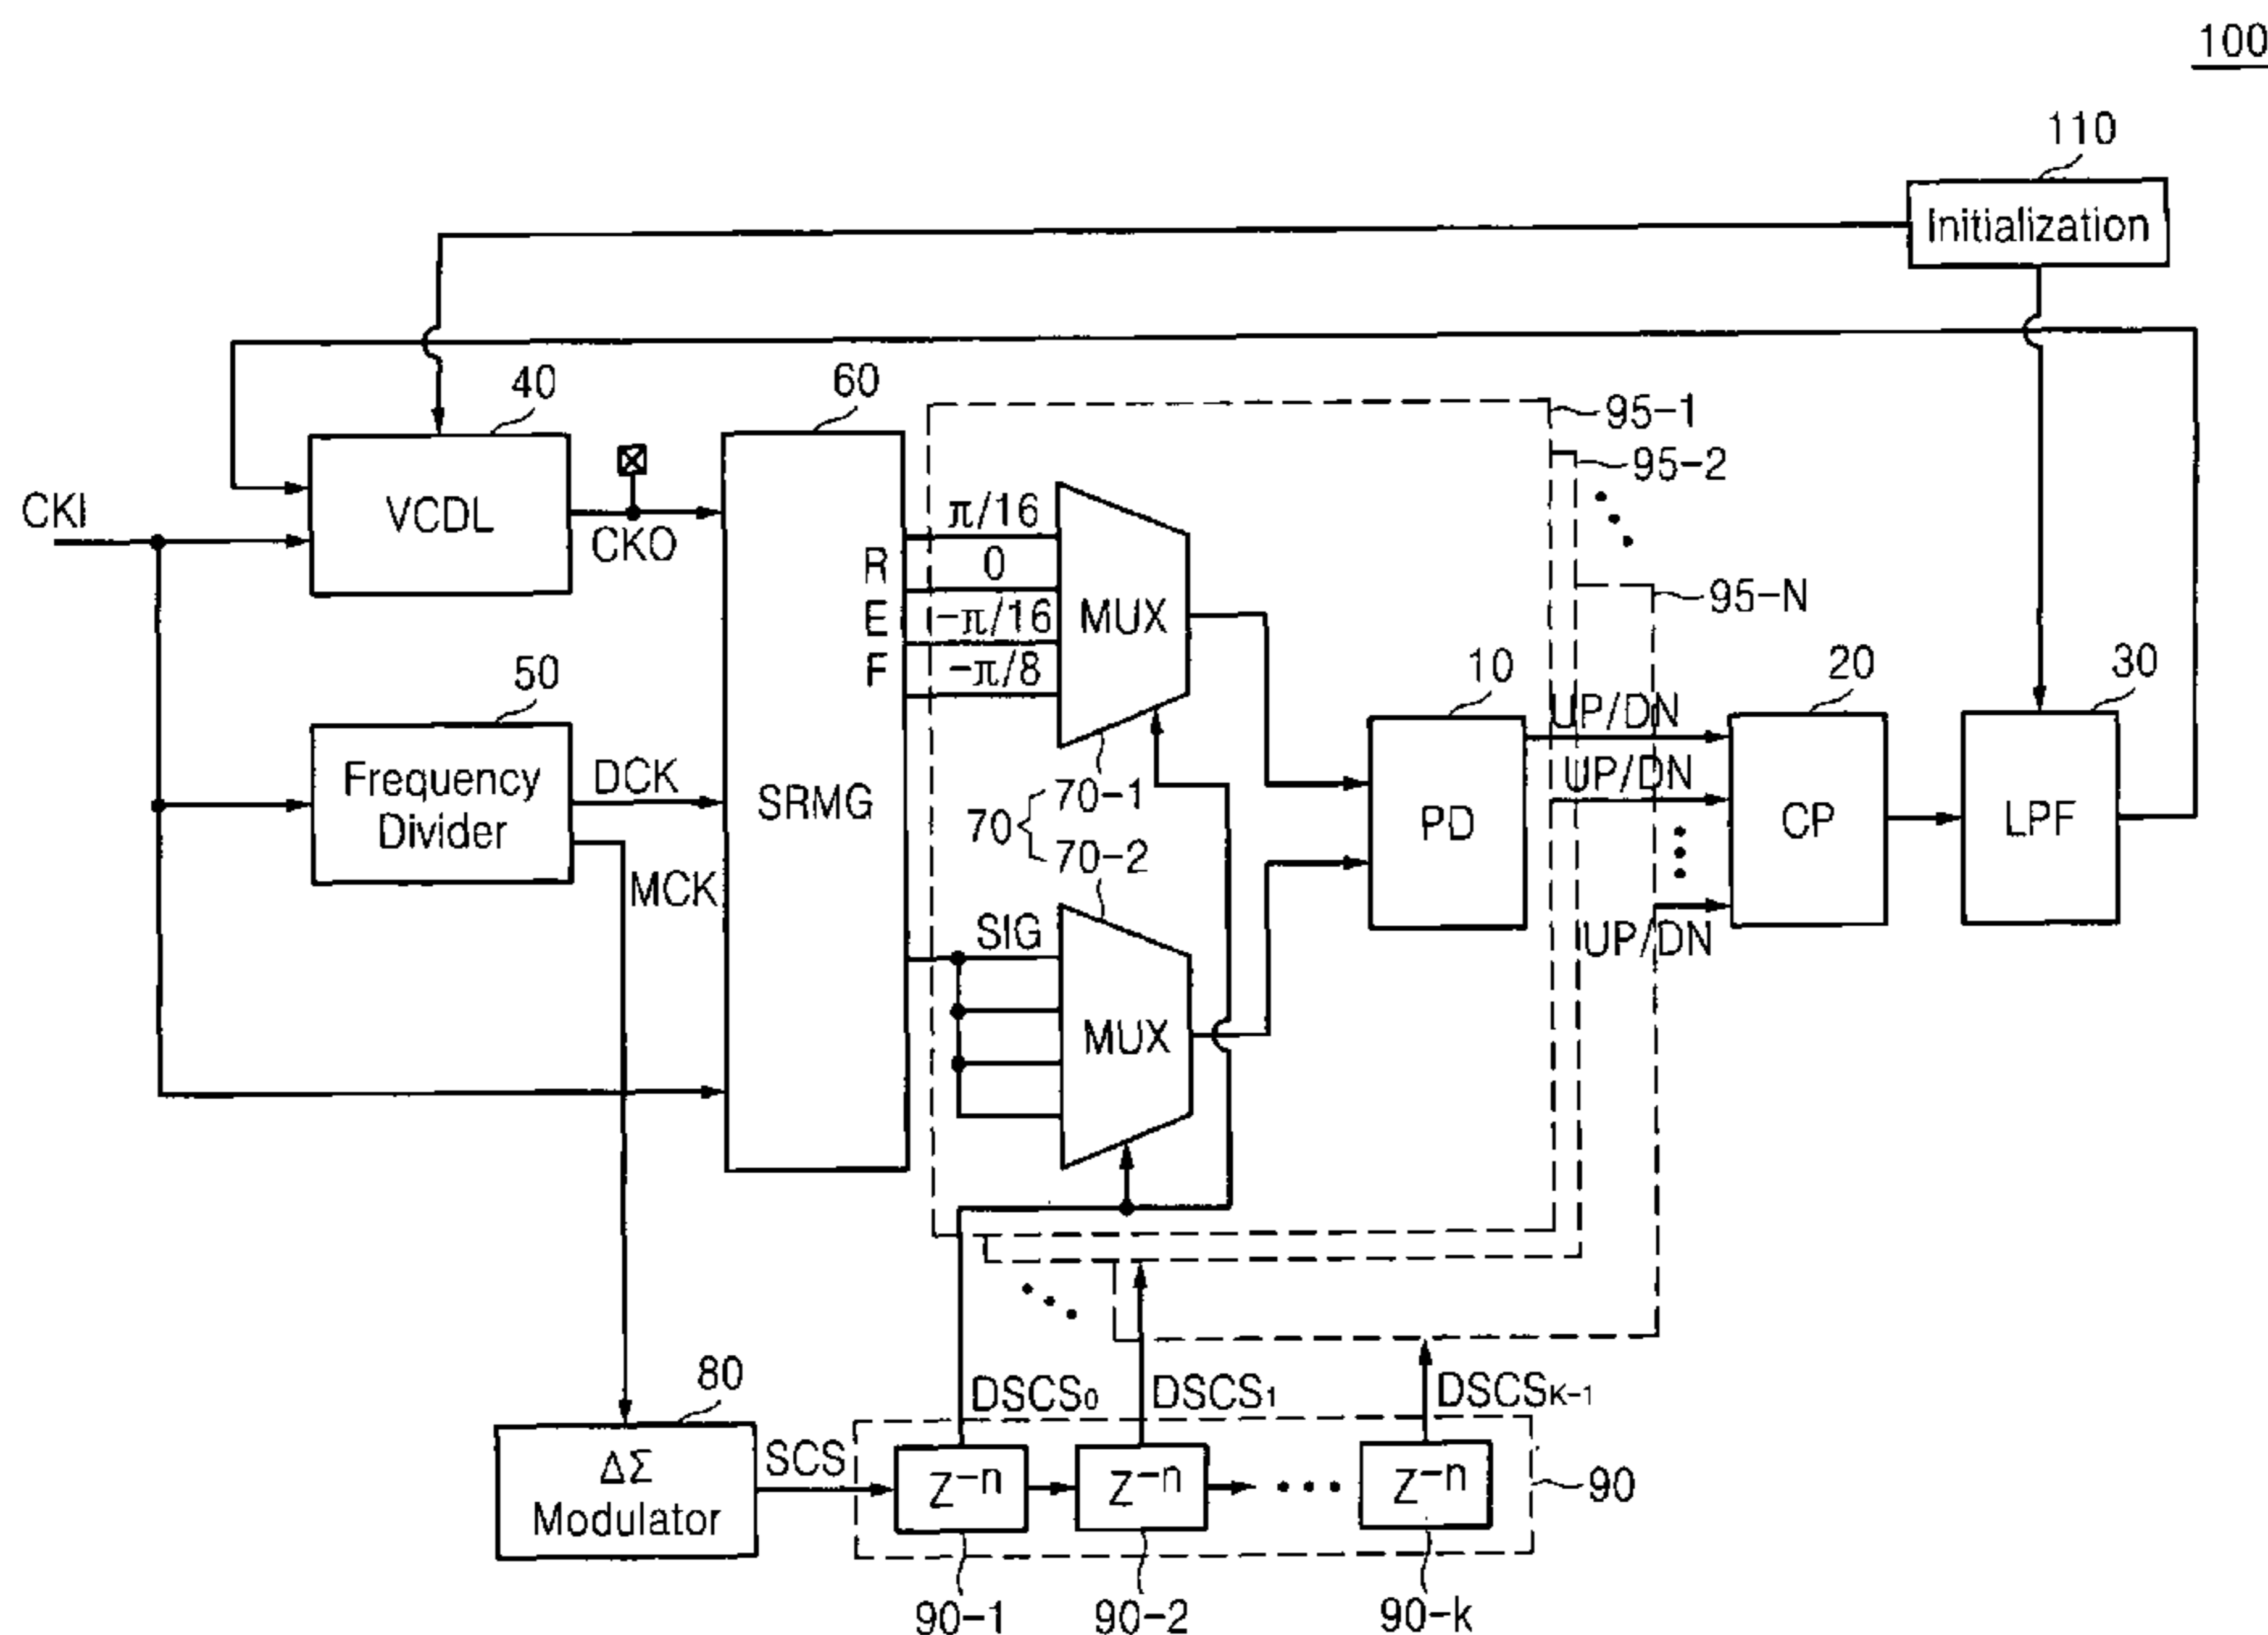 100
110
Initialization
40
60
95-1
95-2
CKI
VCDL
CKO
π/16
R
0
E
-π/16
F
-π/8
MUX
95-N
50
10
20
30
Frequency
Divider
DCK
MCK
SRMG
70
70-1
70-2
PD
UP/DN
UP/DN
UP/DN
CP
LPF
SIG
MUX
80
ΔΣ
Modulator
SCS
DSCS₀
DSCS₁
DSCSK-1
Z⁻ⁿ
Z⁻ⁿ
Z⁻ⁿ
90
90-1
90-2
90-k